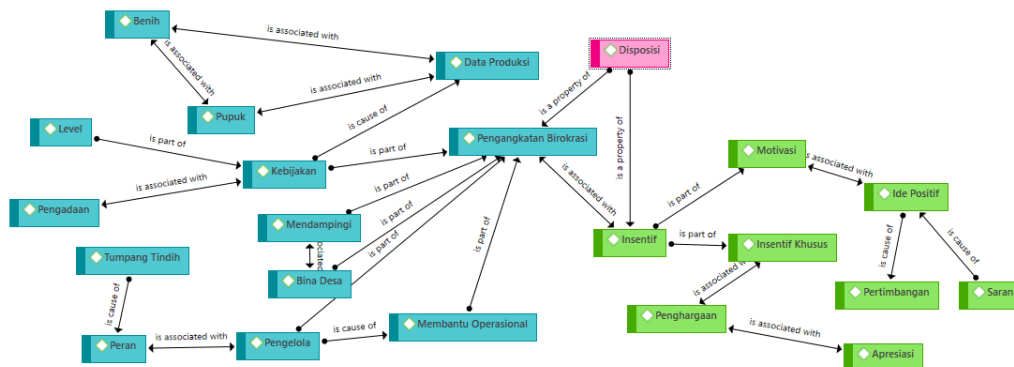 Benih
is associated with
Disposisi
is associated with
Data Produksi
is a property of
is associated with
Pupuk
is cause of
is a property of
Level
is part of
Pengangkatan Birokrasi
Motivasi
is associated with
is part of
Kebijakan
is associated with
is part of
Ide Positif
is associated with
Pengadaan
is part of
is part of
Mendampingi
is part of
Insentif
is part of
Insentif Khusus
is cause of
is cause of
Tumpang Tindih
is part of
is part of
Bina Desa
is associated
Pertimbangan
Saran
is cause of
Penghargaan
Membantu Operasional
is associated with
is cause of
is associated with
Peran
Pengelola
Apresiasi